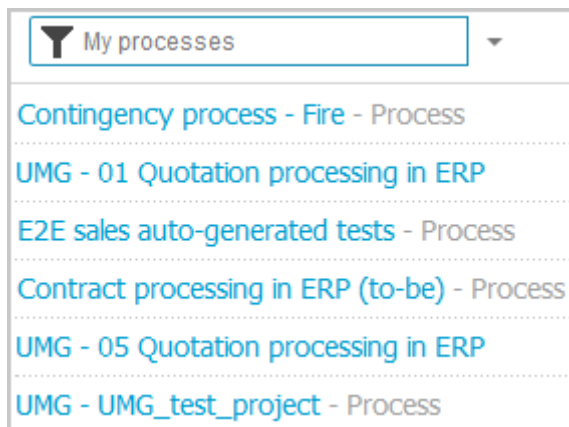 My processes
Contingency process - Fire - Process
UMG - 01 Quotation processing in ERP
E2E sales auto-generated tests - Process
Contract processing in ERP (to-be) - Process
UMG - 05 Quotation processing in ERP
UMG - UMG_test_project - Process